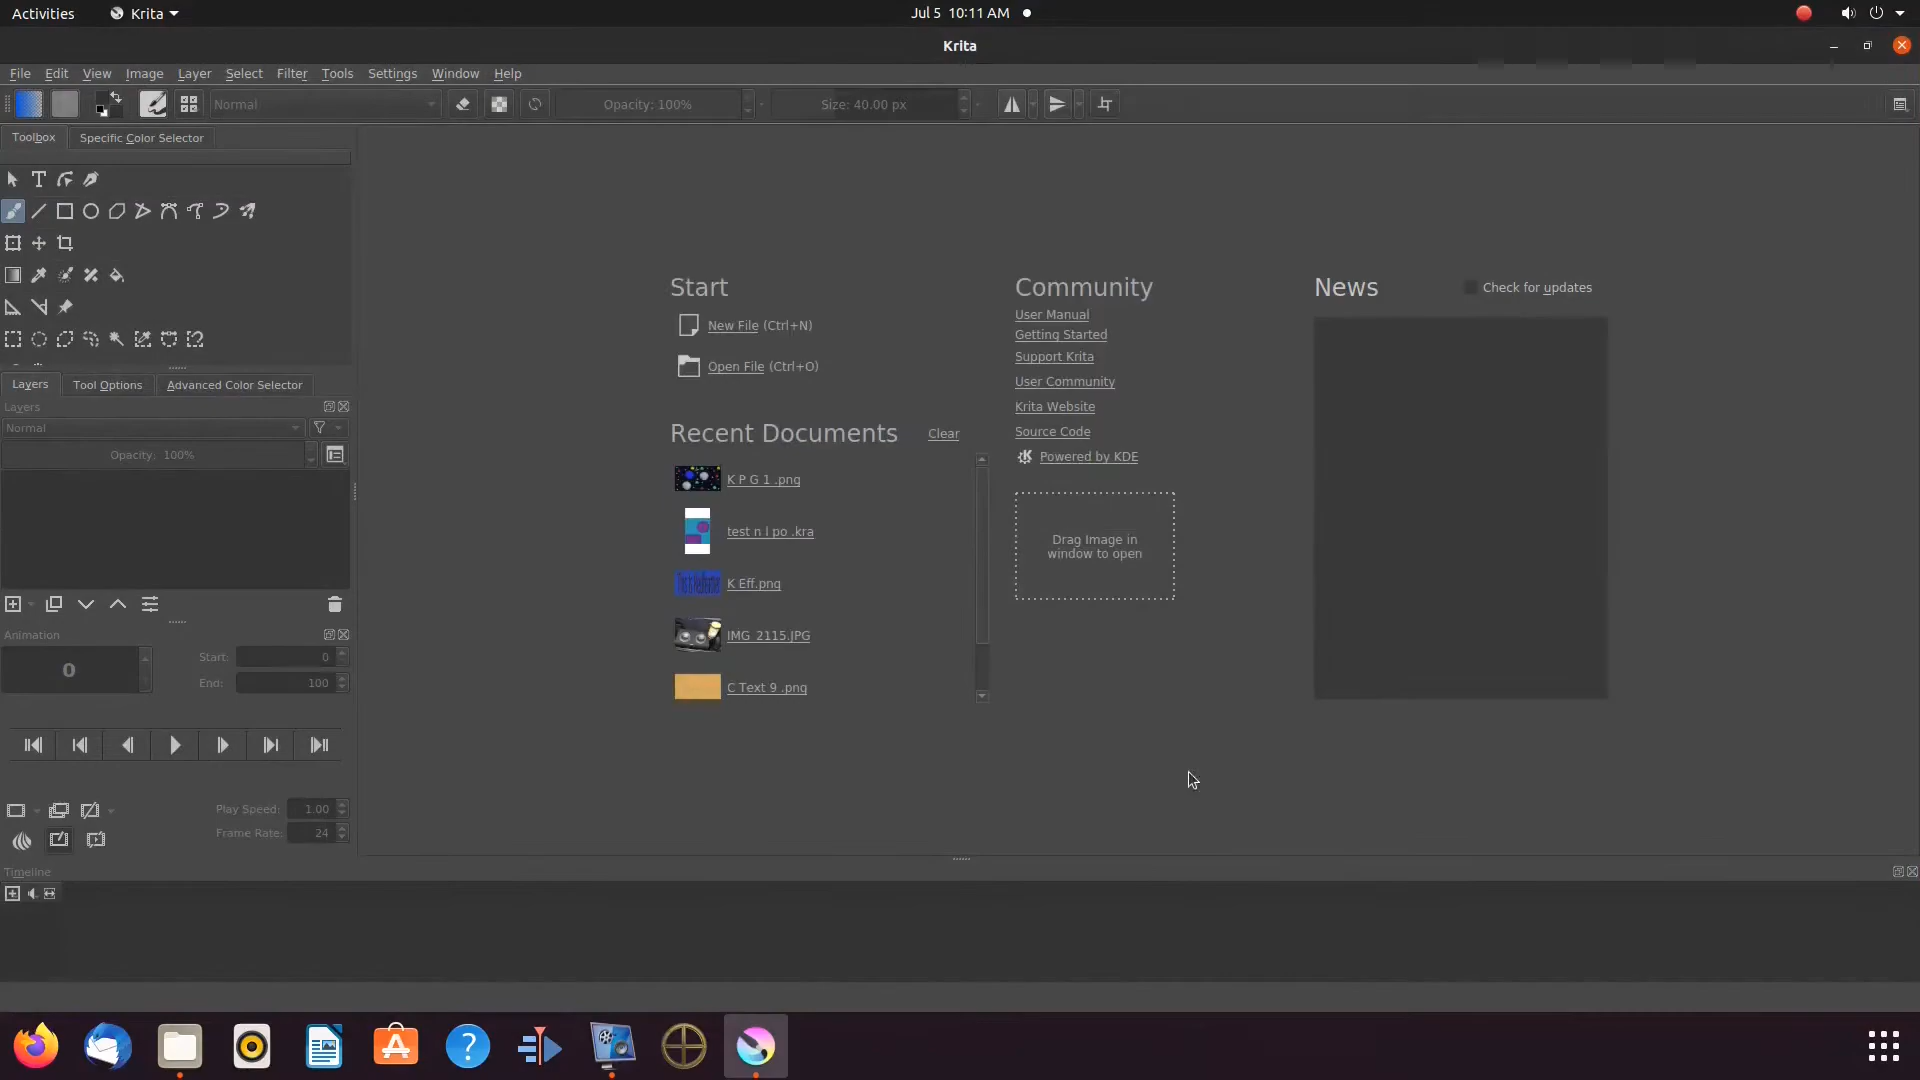 Activities
Krita
Jul 5 10:11 AM
Krita
File Edit View Image Layer Select Filter Tools Settings Window Help
Normal
Opacity: 100%
Size: 40.00 px
Toolbox
Specific Color Selector
Layers
Tool Options
Advanced Color Selector
Layers
Normal
Opacity: 100%
Animation
0
Start: 0
End: 100
Play Speed: 1.00
Frame Rate: 24
Timeline
Start
New File (Ctrl+N)
Open File (Ctrl+O)
Recent Documents
Clear
K P G 1 .png
test n l po .kra
K Eff.png
IMG_2115.JPG
C Text 9 .png
Community
User Manual
Getting Started
Support Krita
User Community
Krita Website
Source Code
Powered by KDE
Drag Image in
window to open
News
Check for updates